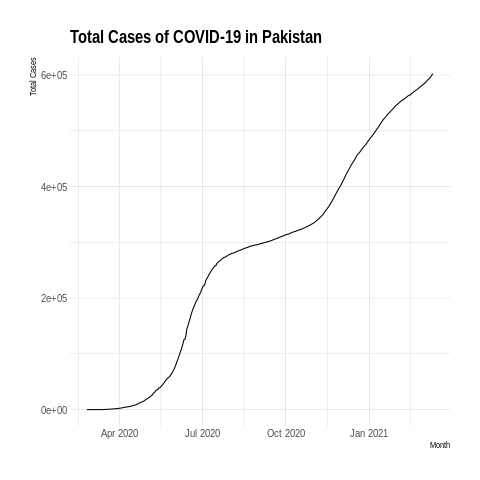 Total Cases of COVID-19 in Pakistan
Total Cases
6e+05
4e+05
2e+05
0e+00
Apr 2020 Jul 2020 Oct 2020 Jan 2021
Month